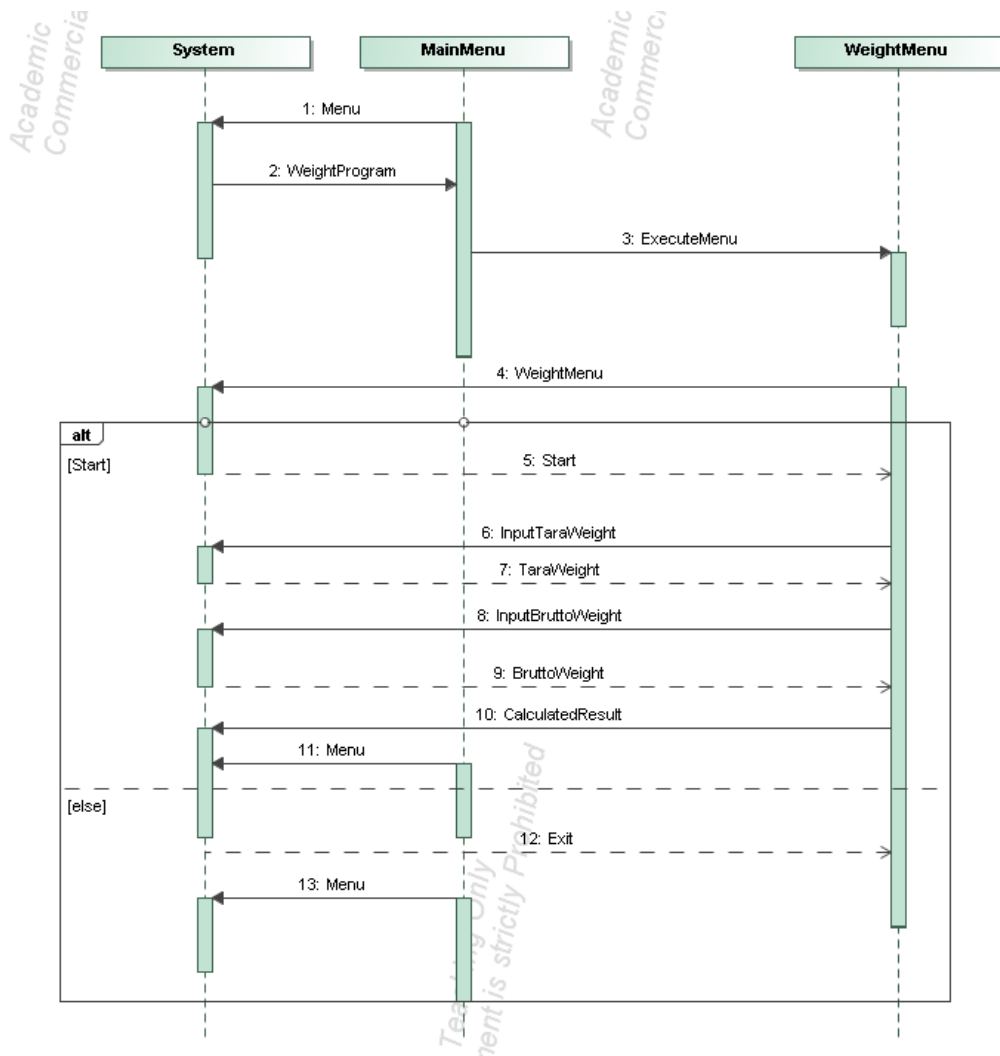 Academic
Commercia
Academic
Commerci
System
MainMenu
WeightMenu
1: Menu
2: WeightProgram
3: ExecuteMenu
4: WeightMenu
alt
[Start]
5: Start
6: InputTaraWeight
7: TaraWeight
8: InputBruttoWeight
9: BruttoWeight
10: CalculatedResult
11: Menu
[else]
12: Exit
13: Menu
Only
ment is strictly Prohibited